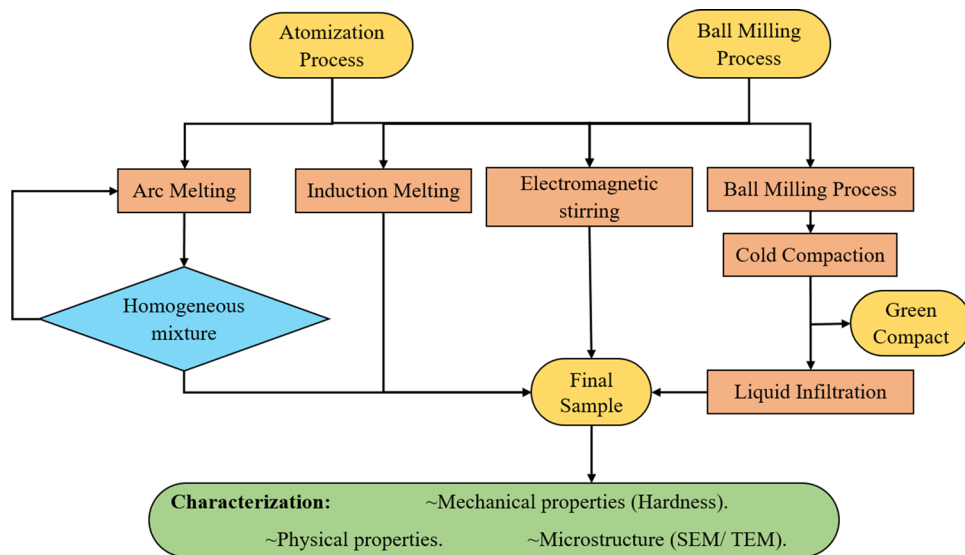 Atomization
Process
Ball Milling
Process
Arc Melting
Induction Melting
Electromagnetic
stirring
Ball Milling Process
Cold Compaction
Homogeneous
mixture
Green
Compact
Final
Sample
Liquid Infiltration
Characterization: ~Mechanical properties (Hardness).
~Physical properties. ~Microstructure (SEM/ TEM).